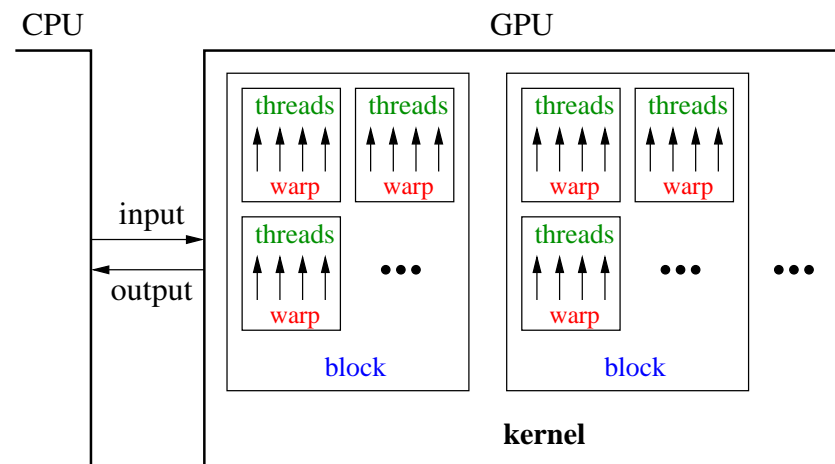 CPU
GPU
threads
threads
threads
threads
warp
warp
warp
warp
input
threads
threads
output
warp
warp
block
block
kernel